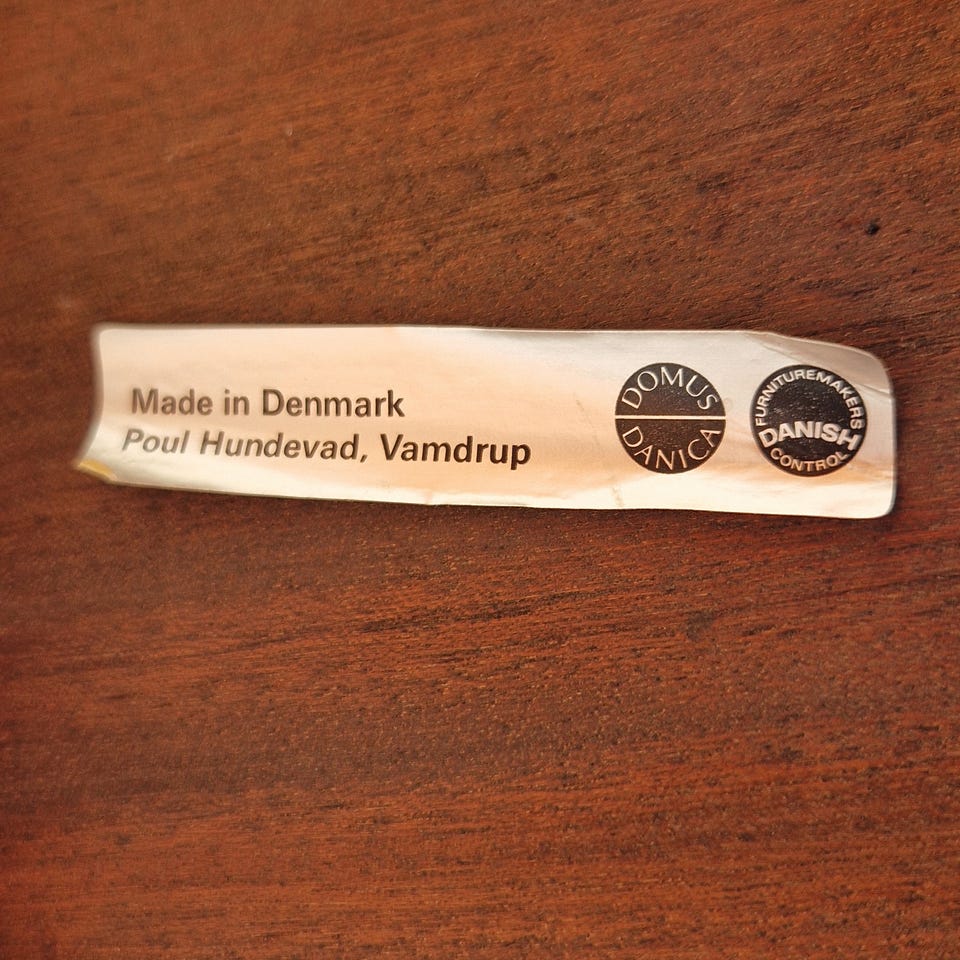 Made in Denmark
Poul Hundevad, Vamdrup
DOMUS
DANICA
FURNITUREMAKERS
DANISH
CONTROL